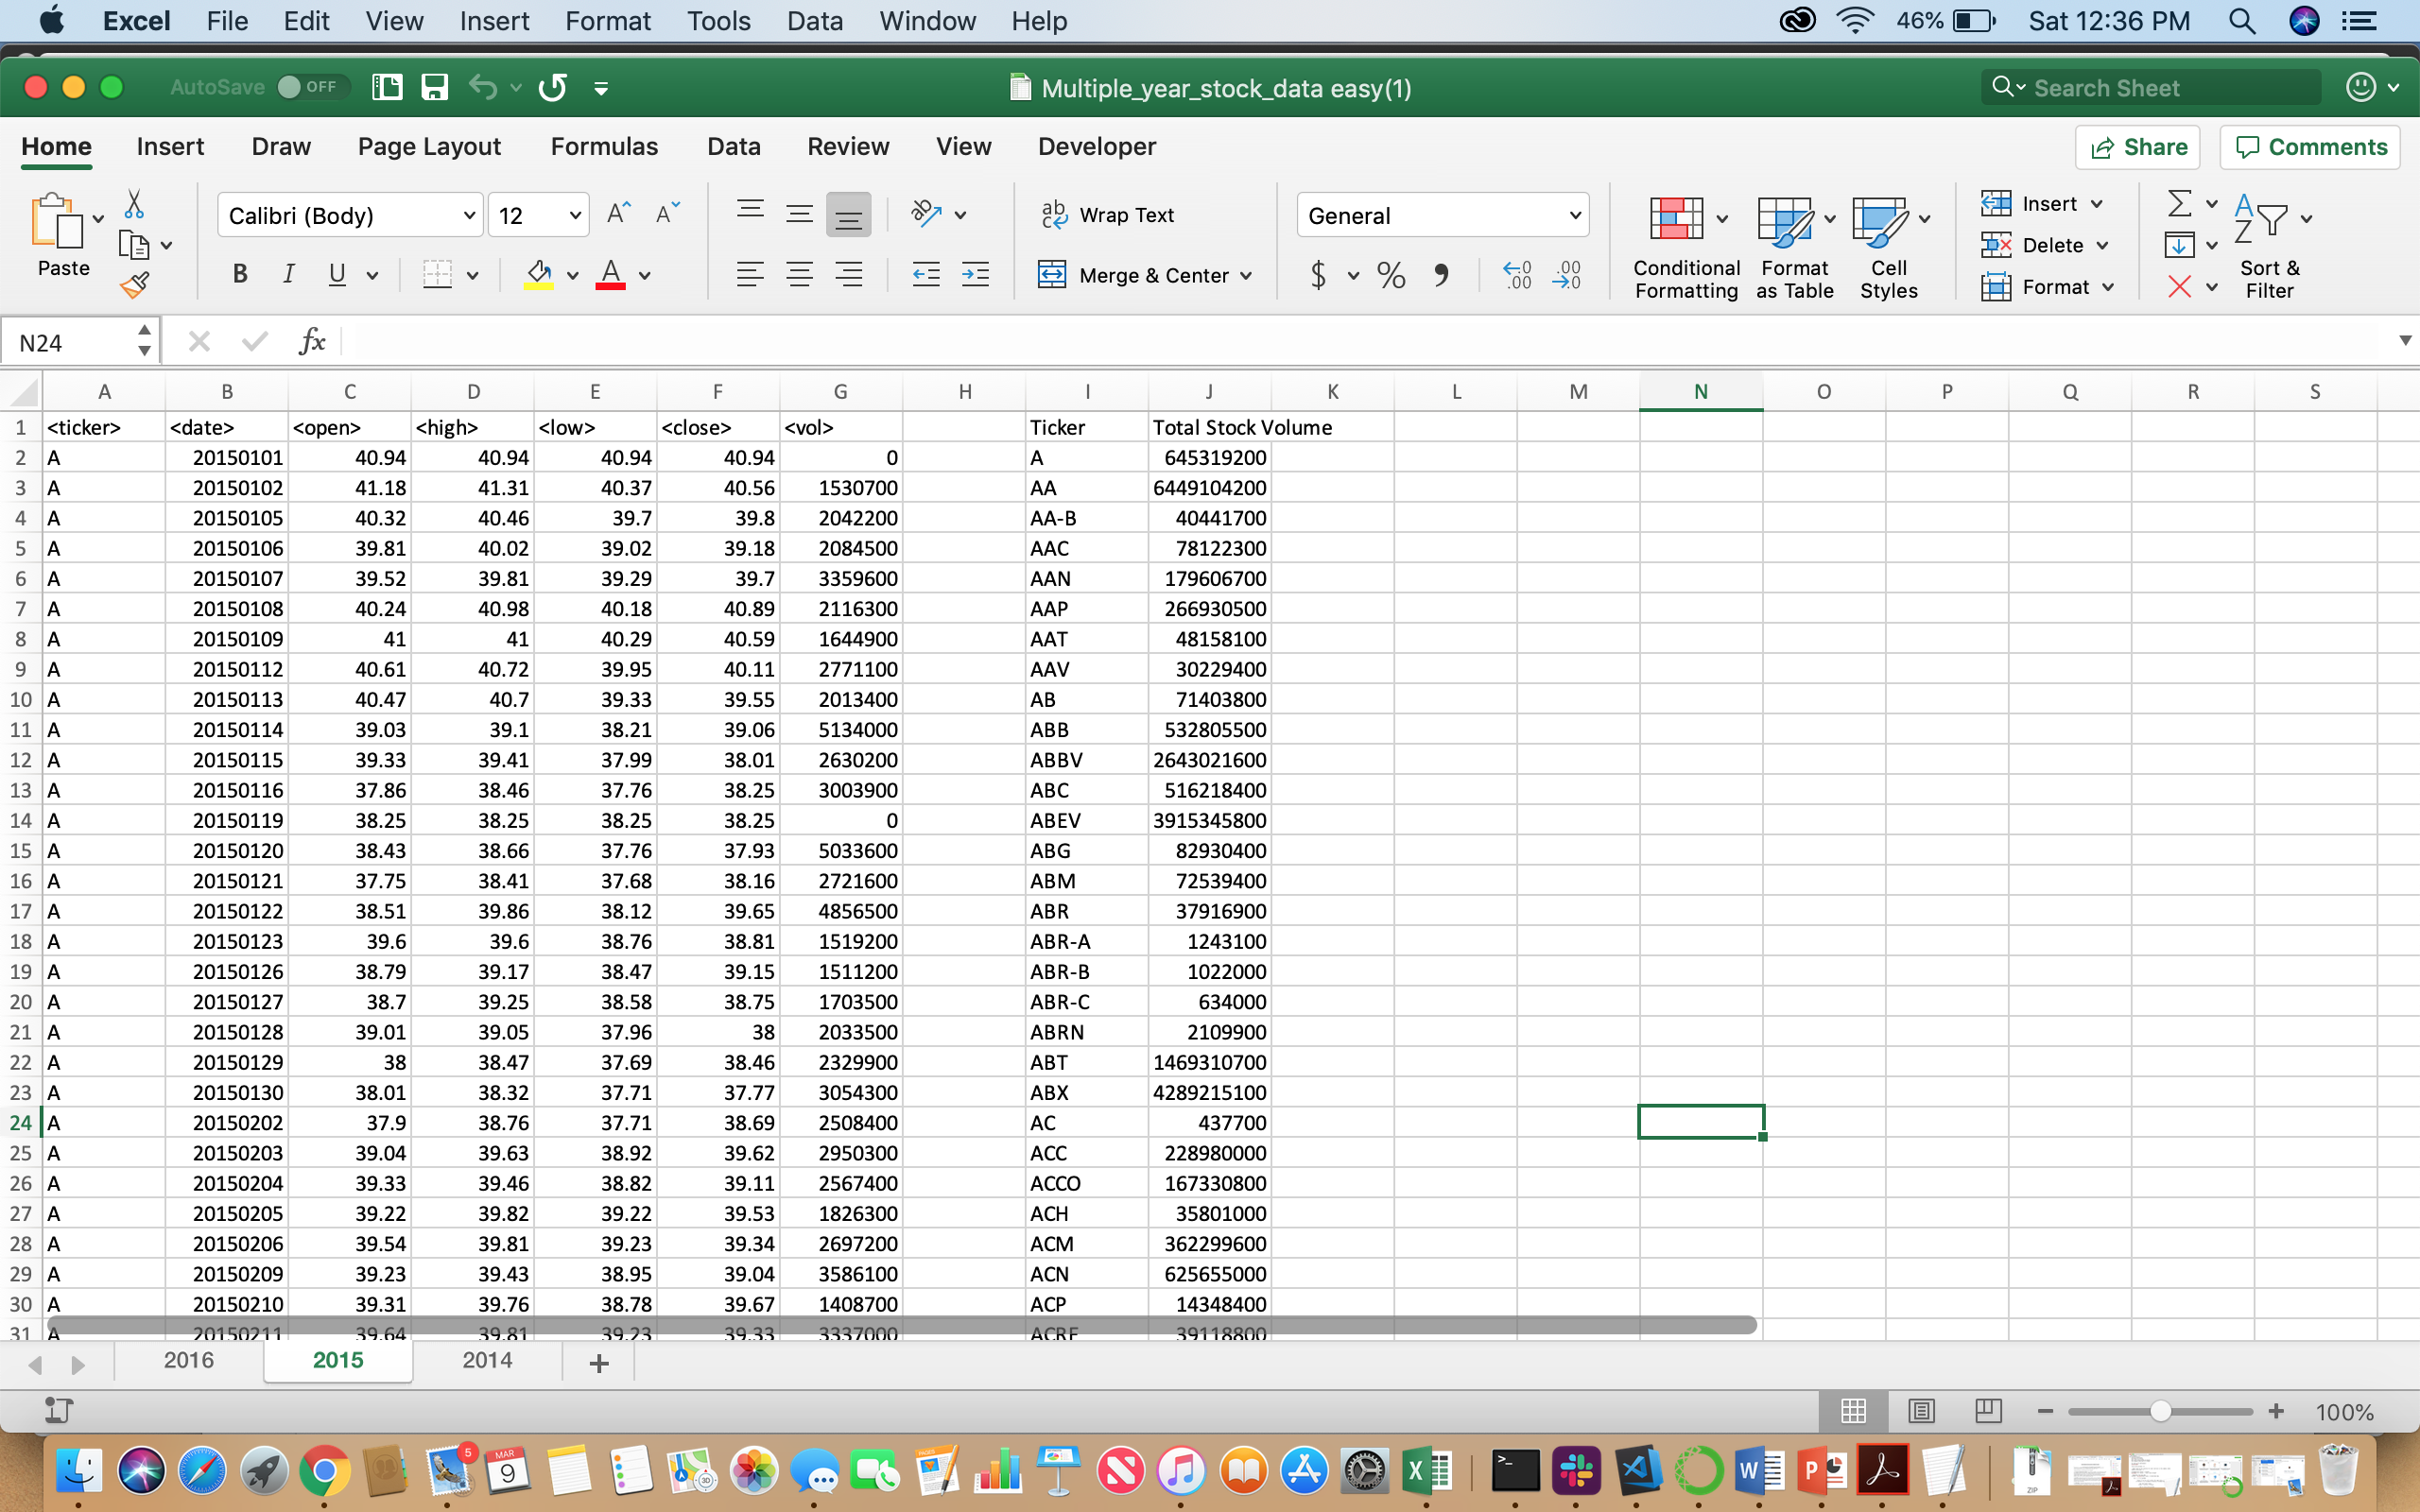 Excel File Edit View Insert Format Tools Data Window Help 46% Sat 12:36 PM
AutoSave OFF Multiple_year_stock_data easy(1) Search Sheet
Home Insert Draw Page Layout Formulas Data Review View Developer Share Comments
Paste Calibri (Body) 12 Wrap Text General Insert
Delete
B I U Merge & Center $ % Conditional Formatting Format as Table Cell Styles Format Sort & Filter
N24 fx
A B C D E F G H I J K L M N O P Q R S
1 <ticker> <date> <open> <high> <low> <close> <vol> Ticker Total Stock Volume
2 A 20150101 40.94 40.94 40.94 40.94 0 A 645319200
3 A 20150102 41.18 41.31 40.37 40.56 1530700 AA 6449104200
4 A 20150105 40.32 40.46 39.7 39.8 2042200 AA-B 40441700
5 A 20150106 39.81 40.02 39.02 39.18 2084500 AAC 78122300
6 A 20150107 39.52 39.81 39.29 39.7 3359600 AAN 179606700
7 A 20150108 40.24 40.98 40.18 40.89 2116300 AAP 266930500
8 A 20150109 41 41 40.29 40.59 1644900 AAT 48158100
9 A 20150112 40.61 40.72 39.95 40.11 2771100 AAV 30229400
10 A 20150113 40.47 40.7 39.33 39.55 2013400 AB 71403800
11 A 20150114 39.03 39.1 38.21 39.06 5134000 ABB 532805500
12 A 20150115 39.33 39.41 37.99 38.01 2630200 ABBV 2643021600
13 A 20150116 37.86 38.46 37.76 38.25 3003900 ABC 516218400
14 A 20150119 38.25 38.25 38.25 38.25 0 ABEV 3915345800
15 A 20150120 38.43 38.66 37.76 37.93 5033600 ABG 82930400
16 A 20150121 37.75 38.41 37.68 38.16 2721600 ABM 72539400
17 A 20150122 38.51 39.86 38.12 39.65 4856500 ABR 37916900
18 A 20150123 39.6 39.6 38.76 38.81 1519200 ABR-A 1243100
19 A 20150126 38.79 39.17 38.47 39.15 1511200 ABR-B 1022000
20 A 20150127 38.7 39.25 38.58 38.75 1703500 ABR-C 634000
21 A 20150128 39.01 39.05 37.96 38 2033500 ABRN 2109900
22 A 20150129 38 38.47 37.69 38.46 2329900 ABT 1469310700
23 A 20150130 38.01 38.32 37.71 37.77 3054300 ABX 4289215100
24 A 20150202 37.9 38.76 37.71 38.69 2508400 AC 437700
25 A 20150203 39.04 39.63 38.92 39.62 2950300 ACC 228980000
26 A 20150204 39.33 39.46 38.82 39.11 2567400 ACCO 167330800
27 A 20150205 39.22 39.82 39.22 39.53 1826300 ACH 35801000
28 A 20150206 39.54 39.81 39.23 39.34 2697200 ACM 362299600
29 A 20150209 39.23 39.43 38.95 39.04 3586100 ACN 625655000
30 A 20150210 39.31 39.76 38.78 39.67 1408700 ACP 14348400
31 A 20150211 39.64 39.81 39.23 39.33 3337000 ACRE 39118800
2016 2015 2014 +
100%
5 MAR 9